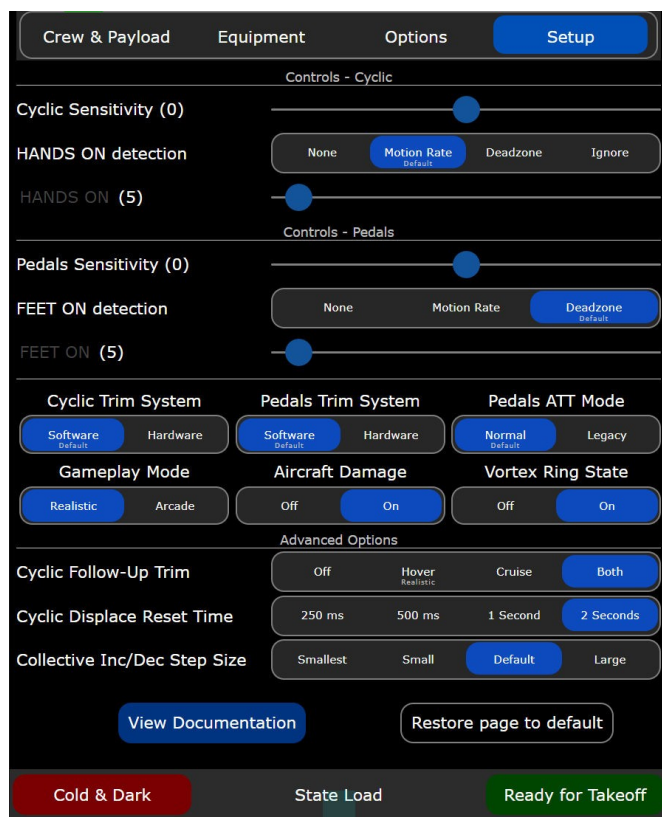 Crew & Payload Equipment Options Setup
Controls - Cyclic
Cyclic Sensitivity (0)
HANDS ON detection None Motion Rate Deadzone Ignore
Default
HANDS ON (5)
Controls - Pedals
Pedals Sensitivity (0)
FEET ON detection None Motion Rate Deadzone
Default
FEET ON (5)
Cyclic Trim System Pedals Trim System Pedals ATT Mode
Software Hardware Software Hardware Normal Legacy
Default Default Default
Gameplay Mode Aircraft Damage Vortex Ring State
Realistic Arcade Off On Off On
Advanced Options
Cyclic Follow-Up Trim Off Hover Cruise Both
Realistic
Cyclic Displace Reset Time 250 ms 500 ms 1 Second 2 Seconds
Collective Inc/Dec Step Size Smallest Small Default Large
View Documentation Restore page to default
Cold & Dark State Load Ready for Takeoff